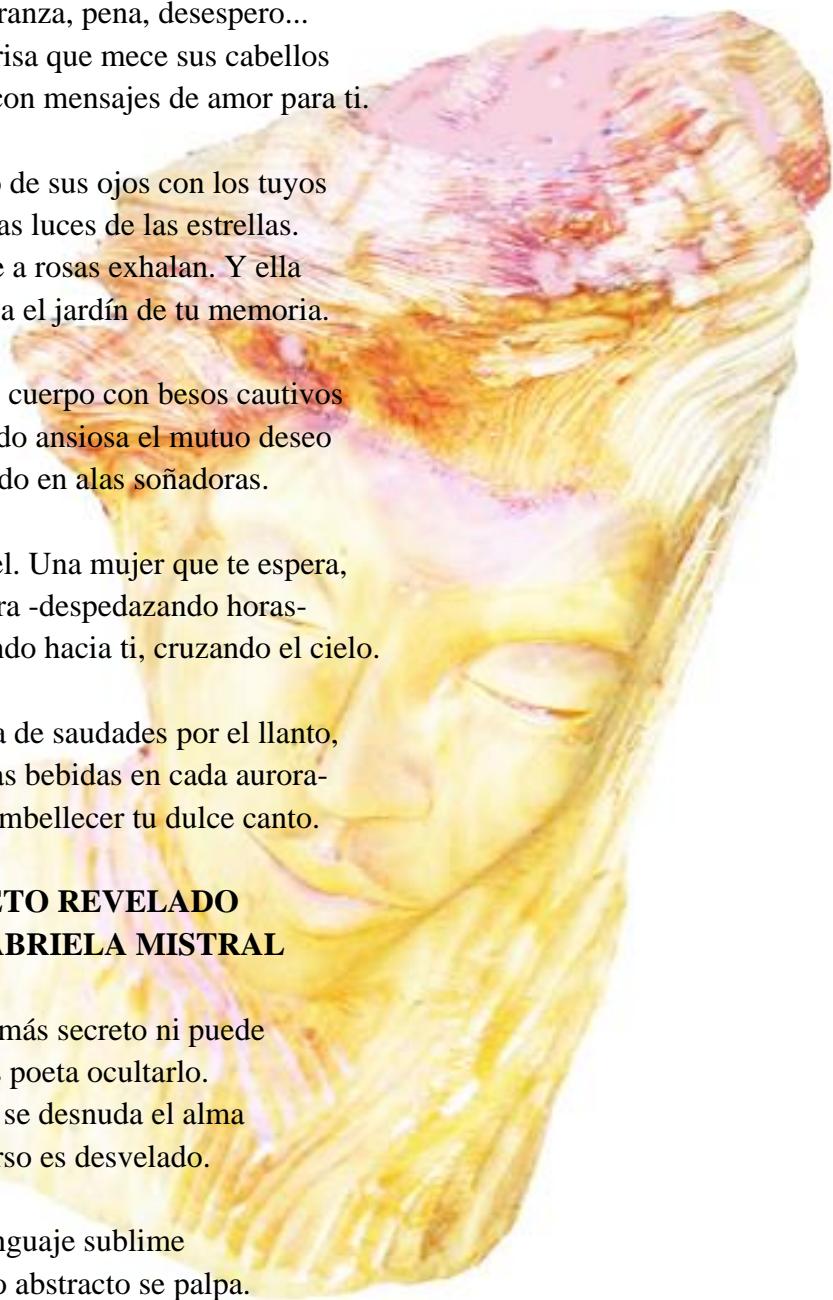 ranza, pena, desespero...
risa que mece sus cabellos
con mensajes de amor para ti.
o de sus ojos con los tuyos
as luces de las estrellas.
e a rosas exhalan. Y ella
a el jardín de tu memoria.
cuerpo con besos cautivos
do ansiosa el mutuo deseo
do en alas soñadoras.
el. Una mujer que te espera,
ra -despedazando horas-
ndo hacia ti, cruzando el cielo.
a de saudades por el llanto,
as bebidas en cada aurora-
mbellecer tu dulce canto.
ETO REVELADO
ABRIELA MISTRAL
más secreto ni puede
s poeta ocultarlo.
se desnuda el alma
rso es desvelado.
nguaje sublime
o abstracto se palpa.